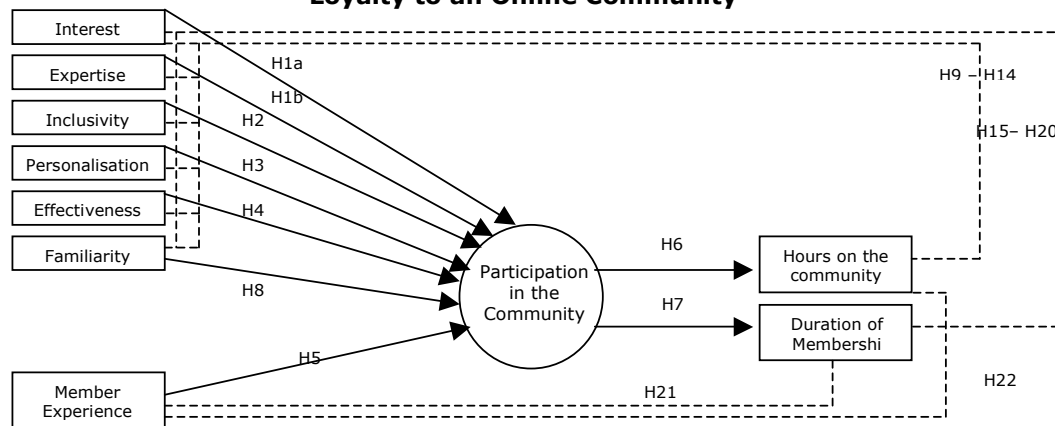 Loyalty to an Online Community
Interest
Expertise
Inclusivity
Personalisation
Effectiveness
Familiarity
Member
Experience
H1a
H1b
H2
H3
H4
H8
H5
Participation
in the
Community
H6
H7
Hours on the
community
Duration of
Membershi
H9 – H14
H15– H20
H21
H22